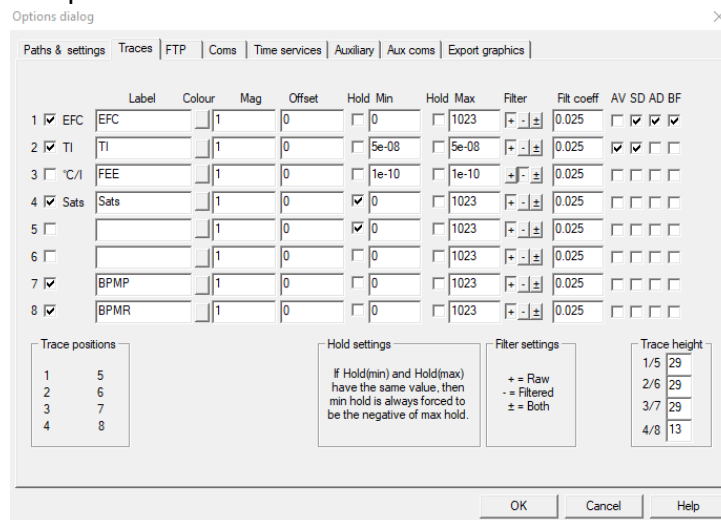 Options dialog
Paths & settings Traces FTP Coms Time services Auxiliary Aux coms Export graphics
Label Colour Mag Offset Hold Min Hold Max Filter Filt coeff AV SD AD BF
1 EFC EFC 1 0 0 1023 + - ± 0.025
2 TI TI 1 0 5e-08 5e-08 + - ± 0.025
3 °C/I FEE 1 0 1e-10 1e-10 + - ± 0.025
4 Sats Sats 1 0 0 1023 + - ± 0.025
5 1 0 0 1023 + - ± 0.025
6 1 0 0 1023 + - ± 0.025
7 BPMP 1 0 0 1023 + - ± 0.025
8 BPMR 1 0 0 1023 + - ± 0.025
Trace positions
1 5
2 6
3 7
4 8
Hold settings
If Hold(min) and Hold(max)
have the same value, then
min hold is always forced to
be the negative of max hold.
Filter settings
+ = Raw
- = Filtered
± = Both
Trace height
1/5 29
2/6 29
3/7 29
4/8 13
OK Cancel Help